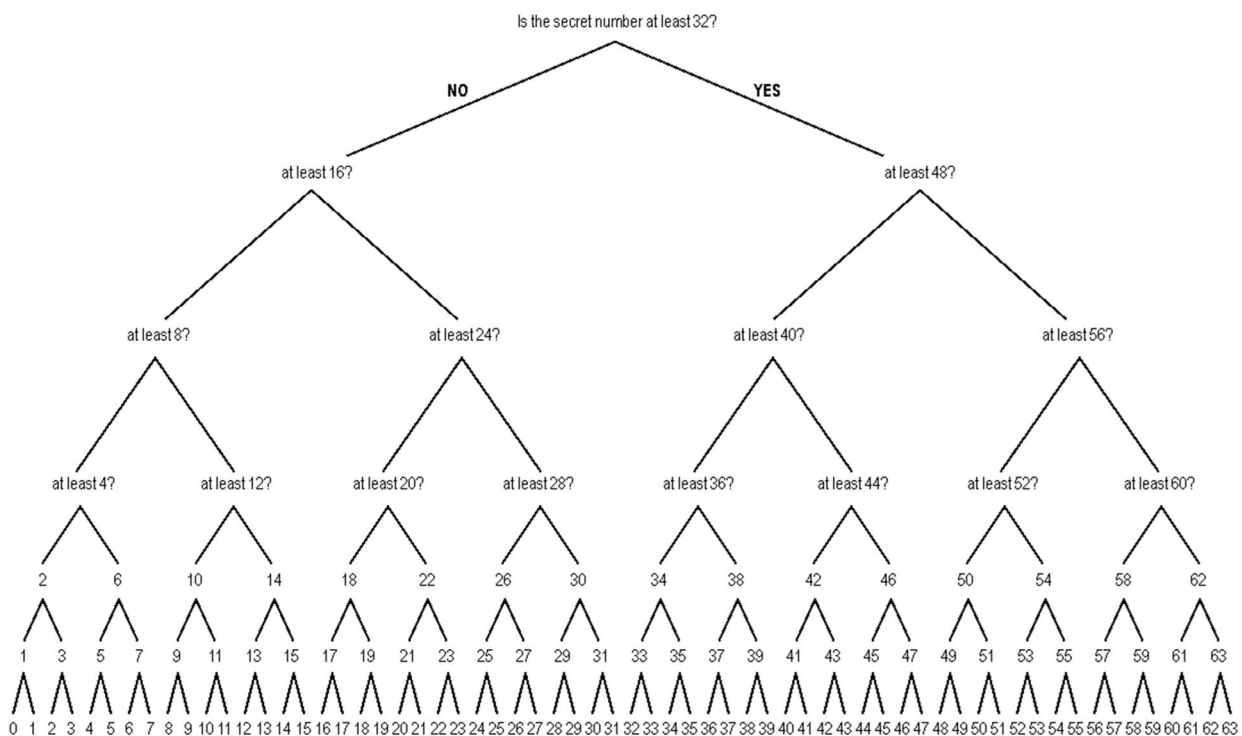 Is the secret number at least 32?
NO YES
at least 16? at least 48?
at least 8? at least 24? at least 40? at least 56?
at least 4? at least 12? at least 20? at least 28? at least 36? at least 44? at least 52? at least 60?
2 6 10 14 18 22 26 30 34 38 42 46 50 54 58 62
1 3 5 7 9 11 13 15 17 19 21 23 25 27 29 31 33 35 37 39 41 43 45 47 49 51 53 55 57 59 61 63
0 1 2 3 4 5 6 7 8 9 10 11 12 13 14 15 16 17 18 19 20 21 22 23 24 25 26 27 28 29 30 31 32 33 34 35 36 37 38 39 40 41 42 43 44 45 46 47 48 49 50 51 52 53 54 55 56 57 58 59 60 61 62 63